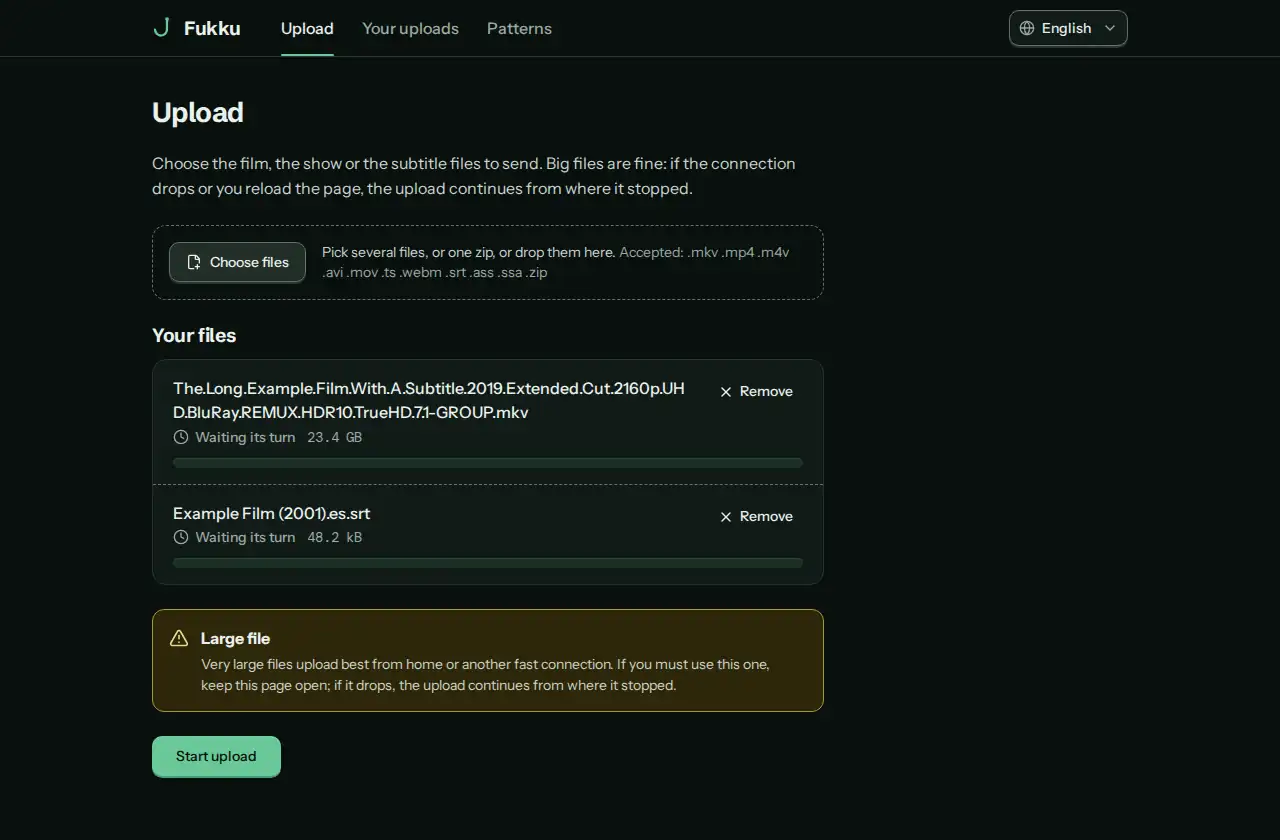 Fukku
Upload
Your uploads
Patterns
English
Upload
Choose the film, the show or the subtitle files to send. Big files are fine: if the connection
drops or you reload the page, the upload continues from where it stopped.
Choose files
Pick several files, or one zip, or drop them here. Accepted: .mkv .mp4 .m4v
.avi .mov .ts .webm .srt .ass .ssa .zip
Your files
The.Long.Example.Film.With.A.Subtitle.2019.Extended.Cut.2160p.UH
D.BluRay.REMUX.HDR10.TrueHD.7.1-GROUP.mkv
Remove
Waiting its turn 23.4 GB
Example Film (2001).es.srt
Remove
Waiting its turn 48.2 kB
Large file
Very large files upload best from home or another fast connection. If you must use this one,
keep this page open; if it drops, the upload continues from where it stopped.
Start upload